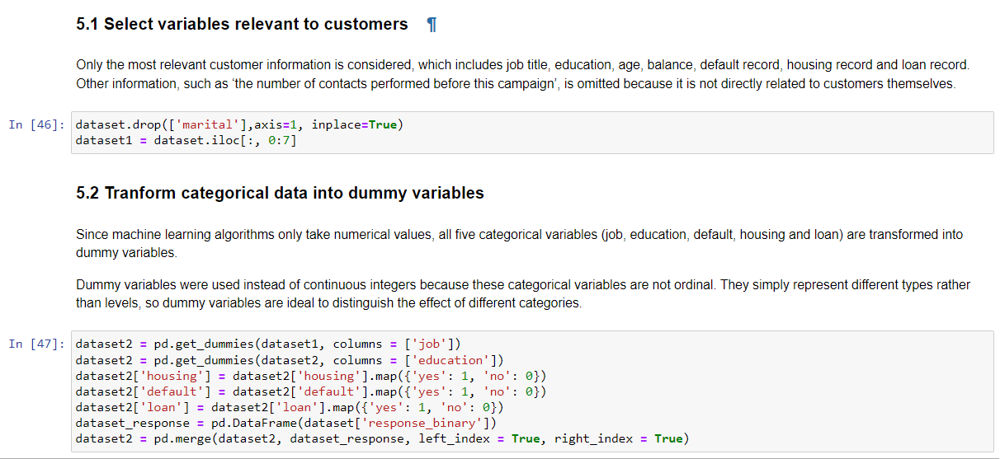 5.1 Select variables relevant to customers ¶
Only the most relevant customer information is considered, which includes job title, education, age, balance, default record, housing record and loan record.
Other information, such as ‘the number of contacts performed before this campaign’, is omitted because it is not directly related to customers themselves.
In [46]: dataset.drop(['marital'],axis=1, inplace=True)
dataset1 = dataset.iloc[:, 0:7]
5.2 Tranform categorical data into dummy variables
Since machine learning algorithms only take numerical values, all five categorical variables (job, education, default, housing and loan) are transformed into
dummy variables.
Dummy variables were used instead of continuous integers because these categorical variables are not ordinal. They simply represent different types rather
than levels, so dummy variables are ideal to distinguish the effect of different categories.
In [47]: dataset2 = pd.get_dummies(dataset1, columns = ['job'])
dataset2 = pd.get_dummies(dataset2, columns = ['education'])
dataset2['housing'] = dataset2['housing'].map({'yes': 1, 'no': 0})
dataset2['default'] = dataset2['default'].map({'yes': 1, 'no': 0})
dataset2['loan'] = dataset2['loan'].map({'yes': 1, 'no': 0})
dataset_response = pd.DataFrame(dataset['response_binary'])
dataset2 = pd.merge(dataset2, dataset_response, left_index = True, right_index = True)